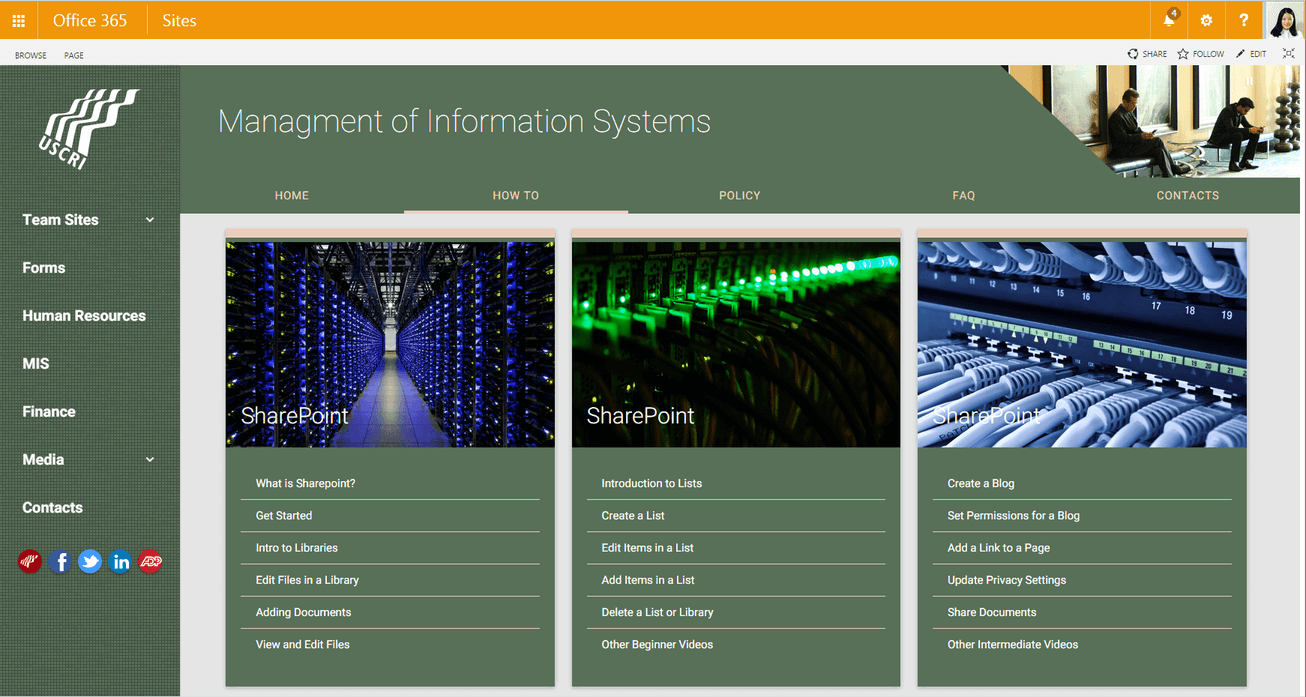 Office 365
Sites
4
?
BROWSE
PAGE
SHARE
FOLLOW
EDIT
USCRI
Managment of Information Systems
HOME
HOW TO
POLICY
FAQ
CONTACTS
Team Sites
Forms
Human Resources
MIS
Finance
Media
Contacts
f
in
ADP
SharePoint
What is Sharepoint?
Get Started
Intro to Libraries
Edit Files in a Library
Adding Documents
View and Edit Files
SharePoint
Introduction to Lists
Create a List
Edit Items in a List
Add Items in a List
Delete a List or Library
Other Beginner Videos
10 11 12 13 14 15 16 17 18 19
SharePoint
Create a Blog
Set Permissions for a Blog
Add a Link to a Page
Update Privacy Settings
Share Documents
Other Intermediate Videos